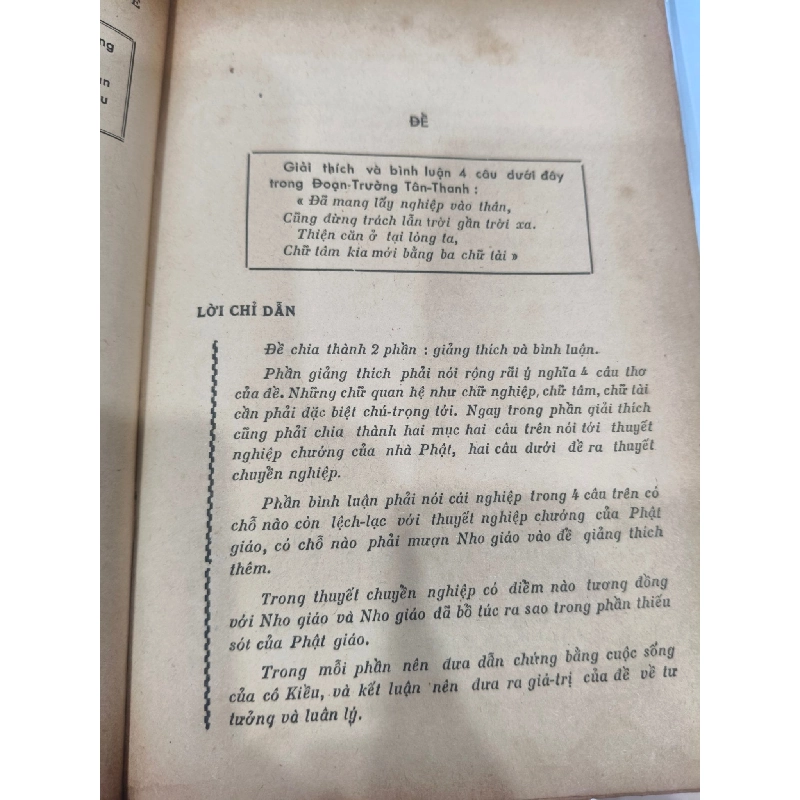 E
ng
n
u
ĐỀ
Giải thích và bình luận 4 câu dưới đây
trong Đoạn-Trường Tân-Thanh :
« Đã mang lấy nghiệp vào thân,
Cũng đừng trách lẫn trời gần trời xa.
Thiện căn ở tại lòng ta,
Chữ tâm kia mới bằng ba chữ tài »
LỜI CHỈ DẪN
Đề chia thành 2 phần : giảng thích và bình luận.
Phần giảng thích phải nói rộng rãi ý nghĩa 4 câu thơ
của đề. Những chữ quan hệ như chữ nghiệp, chữ tâm, chữ tài
cần phải đặc biệt chú-trọng tới. Ngay trong phần giải thích
cũng phải chia thành hai mục hai câu trên nói tới thuyết
nghiệp chướng của nhà Phật, hai câu dưới đề ra thuyết
chuyển nghiệp.
Phần bình luận phải nói cái nghiệp trong 4 câu trên có
chỗ nào còn lệch-lạc với thuyết nghiệp chướng của Phật
giáo, có chỗ nào phải mượn Nho giáo vào để giảng thích
thêm.
Trong thuyết chuyển nghiệp có điểm nào tương đồng
với Nho giáo và Nho giáo đã bổ túc ra sao trong phần thiếu
sót của Phật giáo.
Trong mỗi phần nên đưa dẫn chứng bằng cuộc sống
của cô Kiều, và kết luận nên đưa ra giá-trị của đề về tư
tưởng và luân lý.